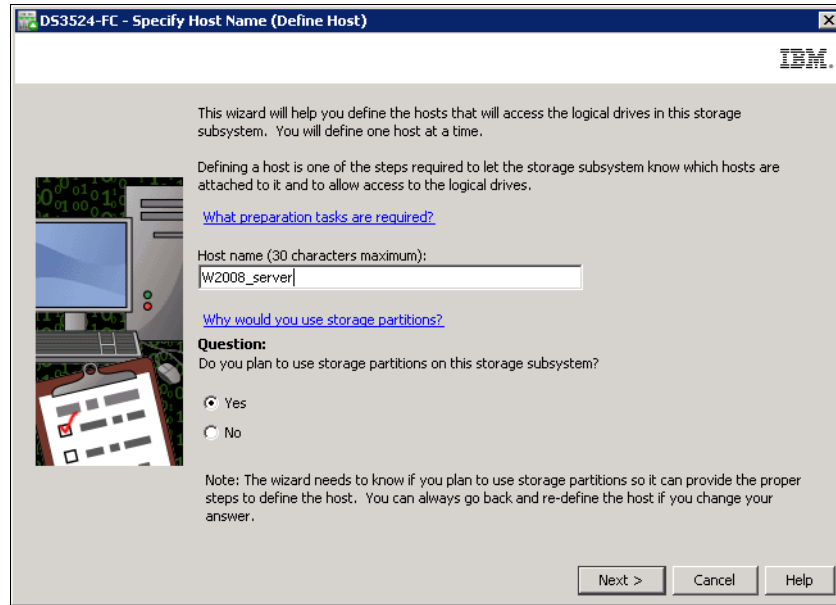 DS3524-FC - Specify Host Name (Define Host)
IBM.
This wizard will help you define the hosts that will access the logical drives in this storage
subsystem. You will define one host at a time.
Defining a host is one of the steps required to let the storage subsystem know which hosts are
attached to it and to allow access to the logical drives.
What preparation tasks are required?
Host name (30 characters maximum):
W2008_server
Why would you use storage partitions?
Question:
Do you plan to use storage partitions on this storage subsystem?
Yes
No
Note: The wizard needs to know if you plan to use storage partitions so it can provide the proper
steps to define the host. You can always go back and re-define the host if you change your
answer.
Next >
Cancel
Help